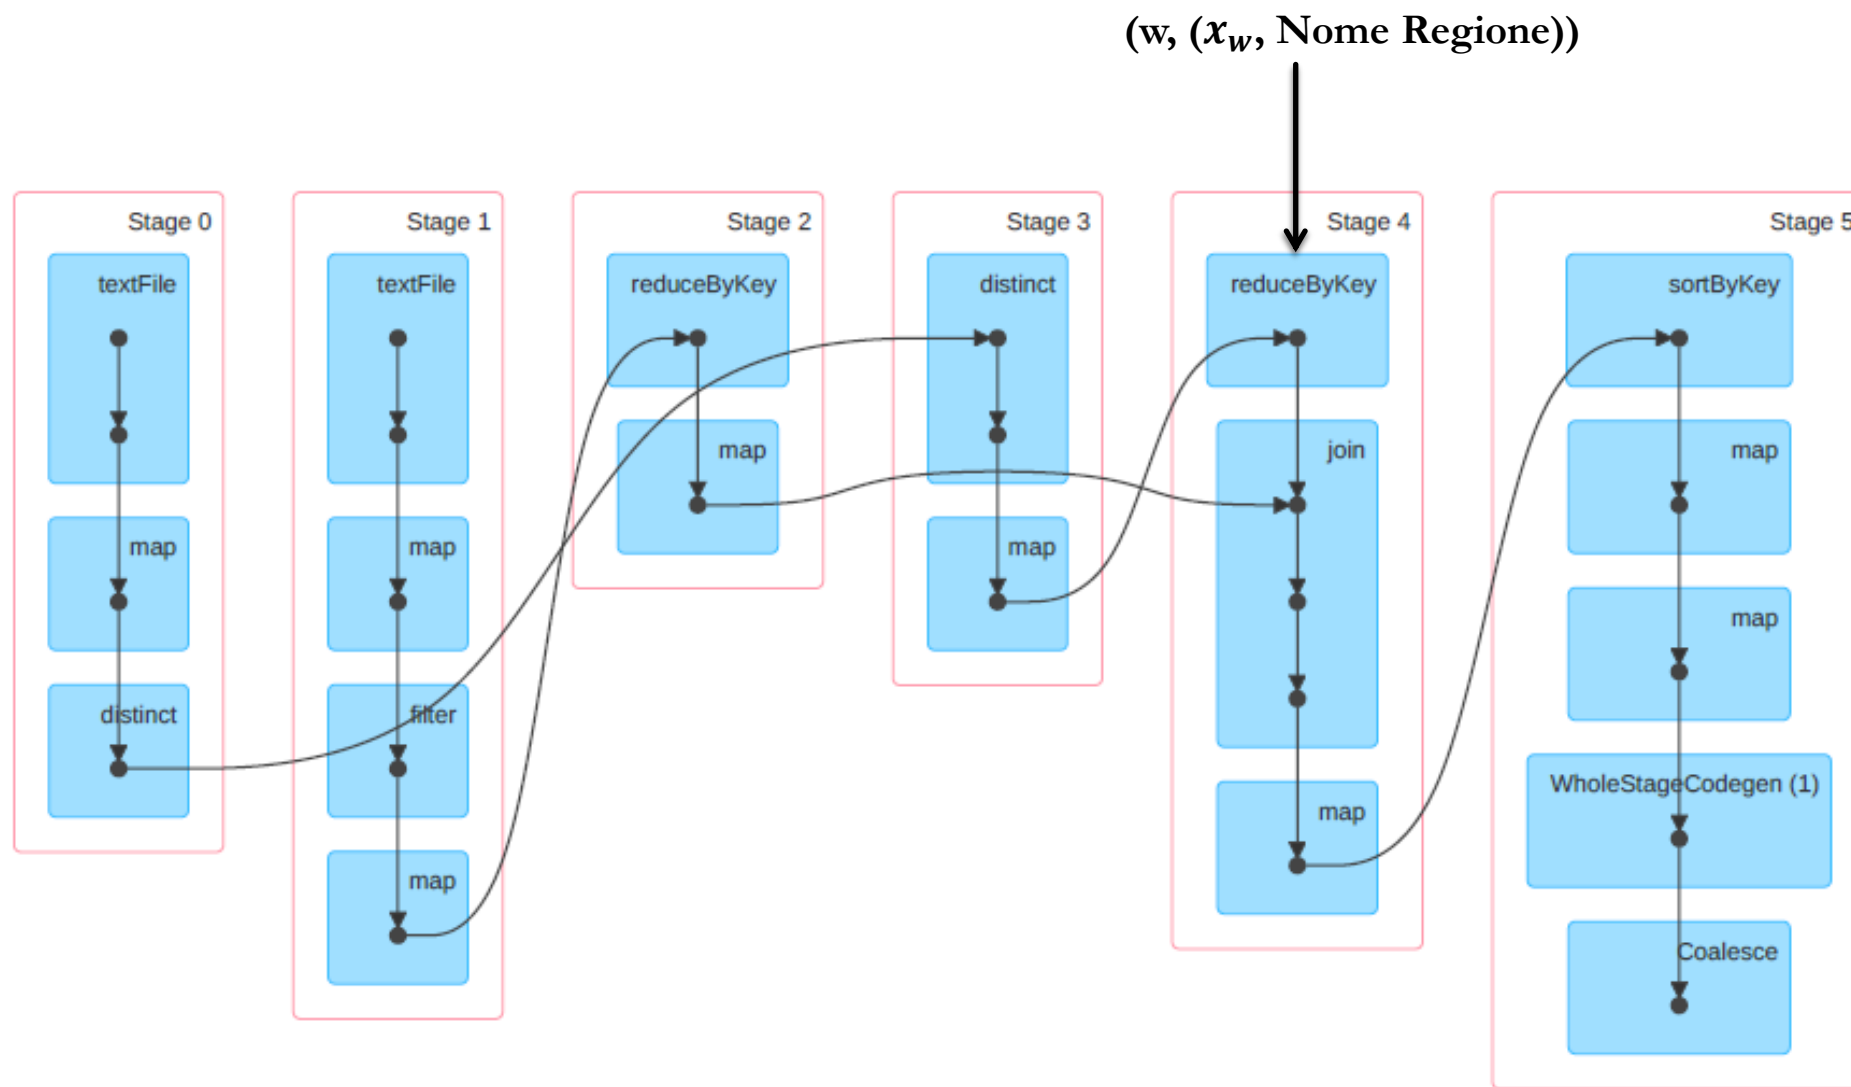 (w, (x_w, Nome Regione))
Stage 0
textFile
map
distinct
Stage 1
textFile
map
filter
map
Stage 2
reduceByKey
map
Stage 3
distinct
map
Stage 4
reduceByKey
join
map
Stage 5
sortByKey
map
map
WholeStageCodegen (1)
Coalesce